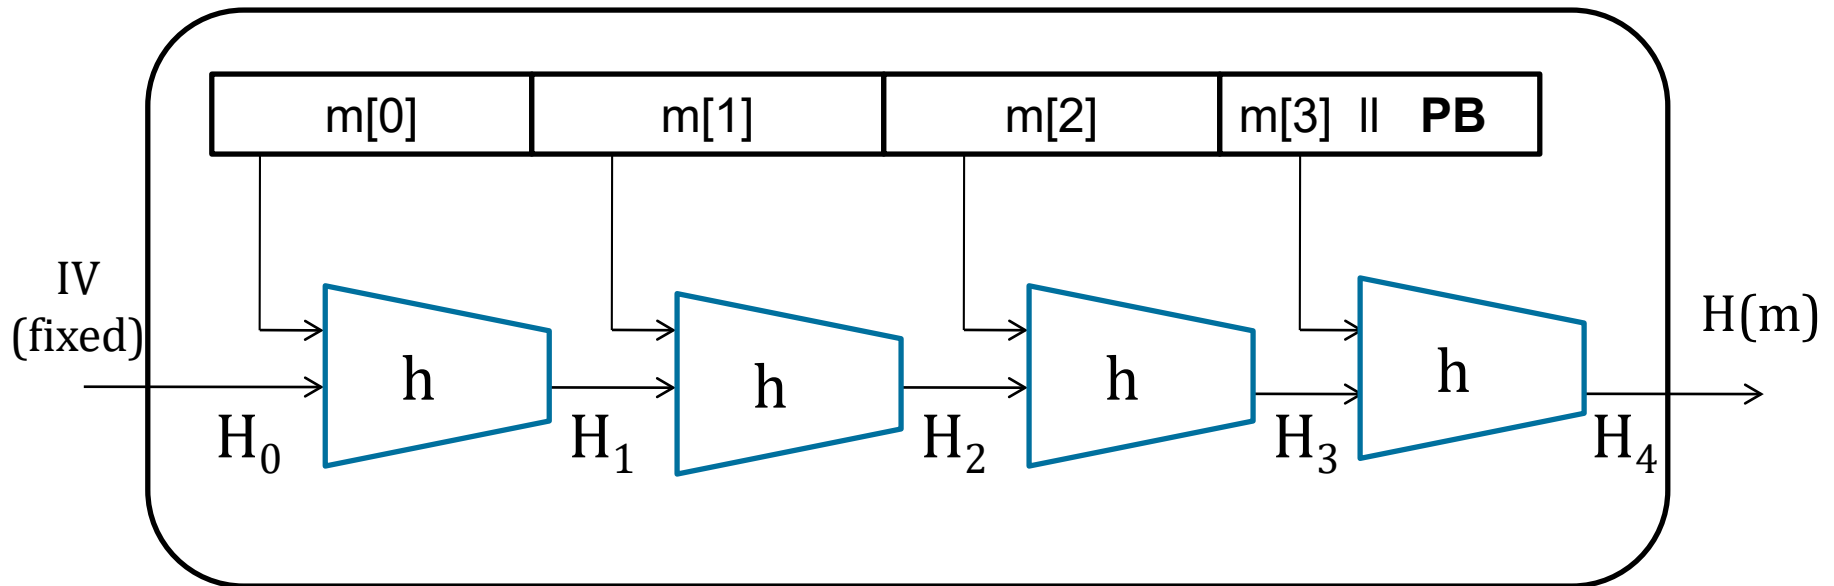 m[0] m[1] m[2] m[3] ll PB
IV
(fixed)
h h h h
H(m)
H₀ H₁ H₂ H₃ H₄